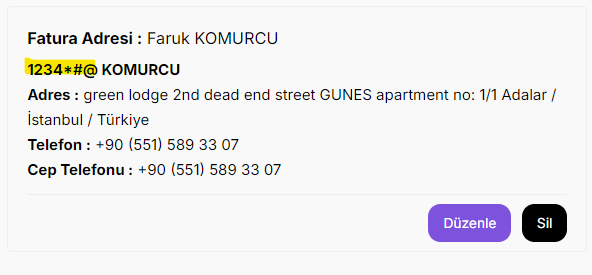 Fatura Adresi : Faruk KOMURCU
1234*#@ KOMURCU
Adres : green lodge 2nd dead end street GUNES apartment no: 1/1 Adalar /
İstanbul / Türkiye
Telefon : +90 (551) 589 33 07
Cep Telefonu : +90 (551) 589 33 07
Düzenle Sil